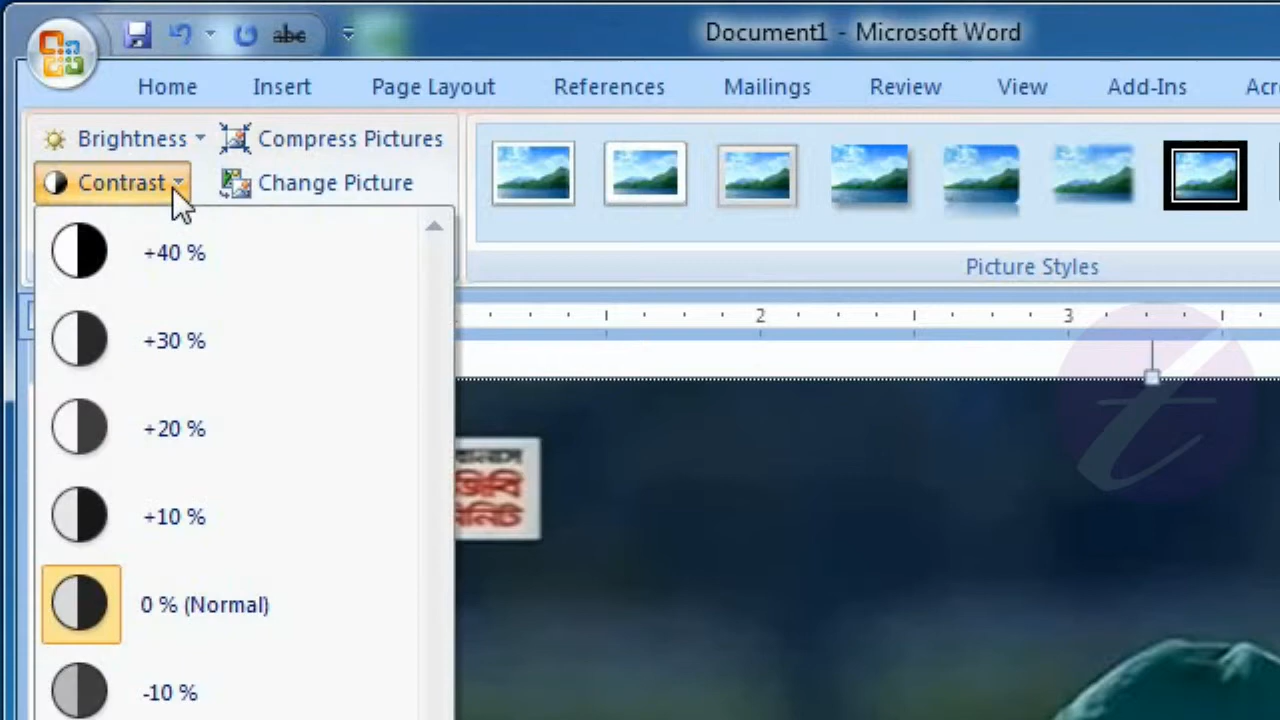 Document1 - Microsoft Word
Home Insert Page Layout References Mailings Review View Add-Ins
Brightness Compress Pictures
Contrast Change Picture
Picture Styles
+40 %
+30 %
+20 %
+10 %
0 % (Normal)
-10 %
2 3
abc
t